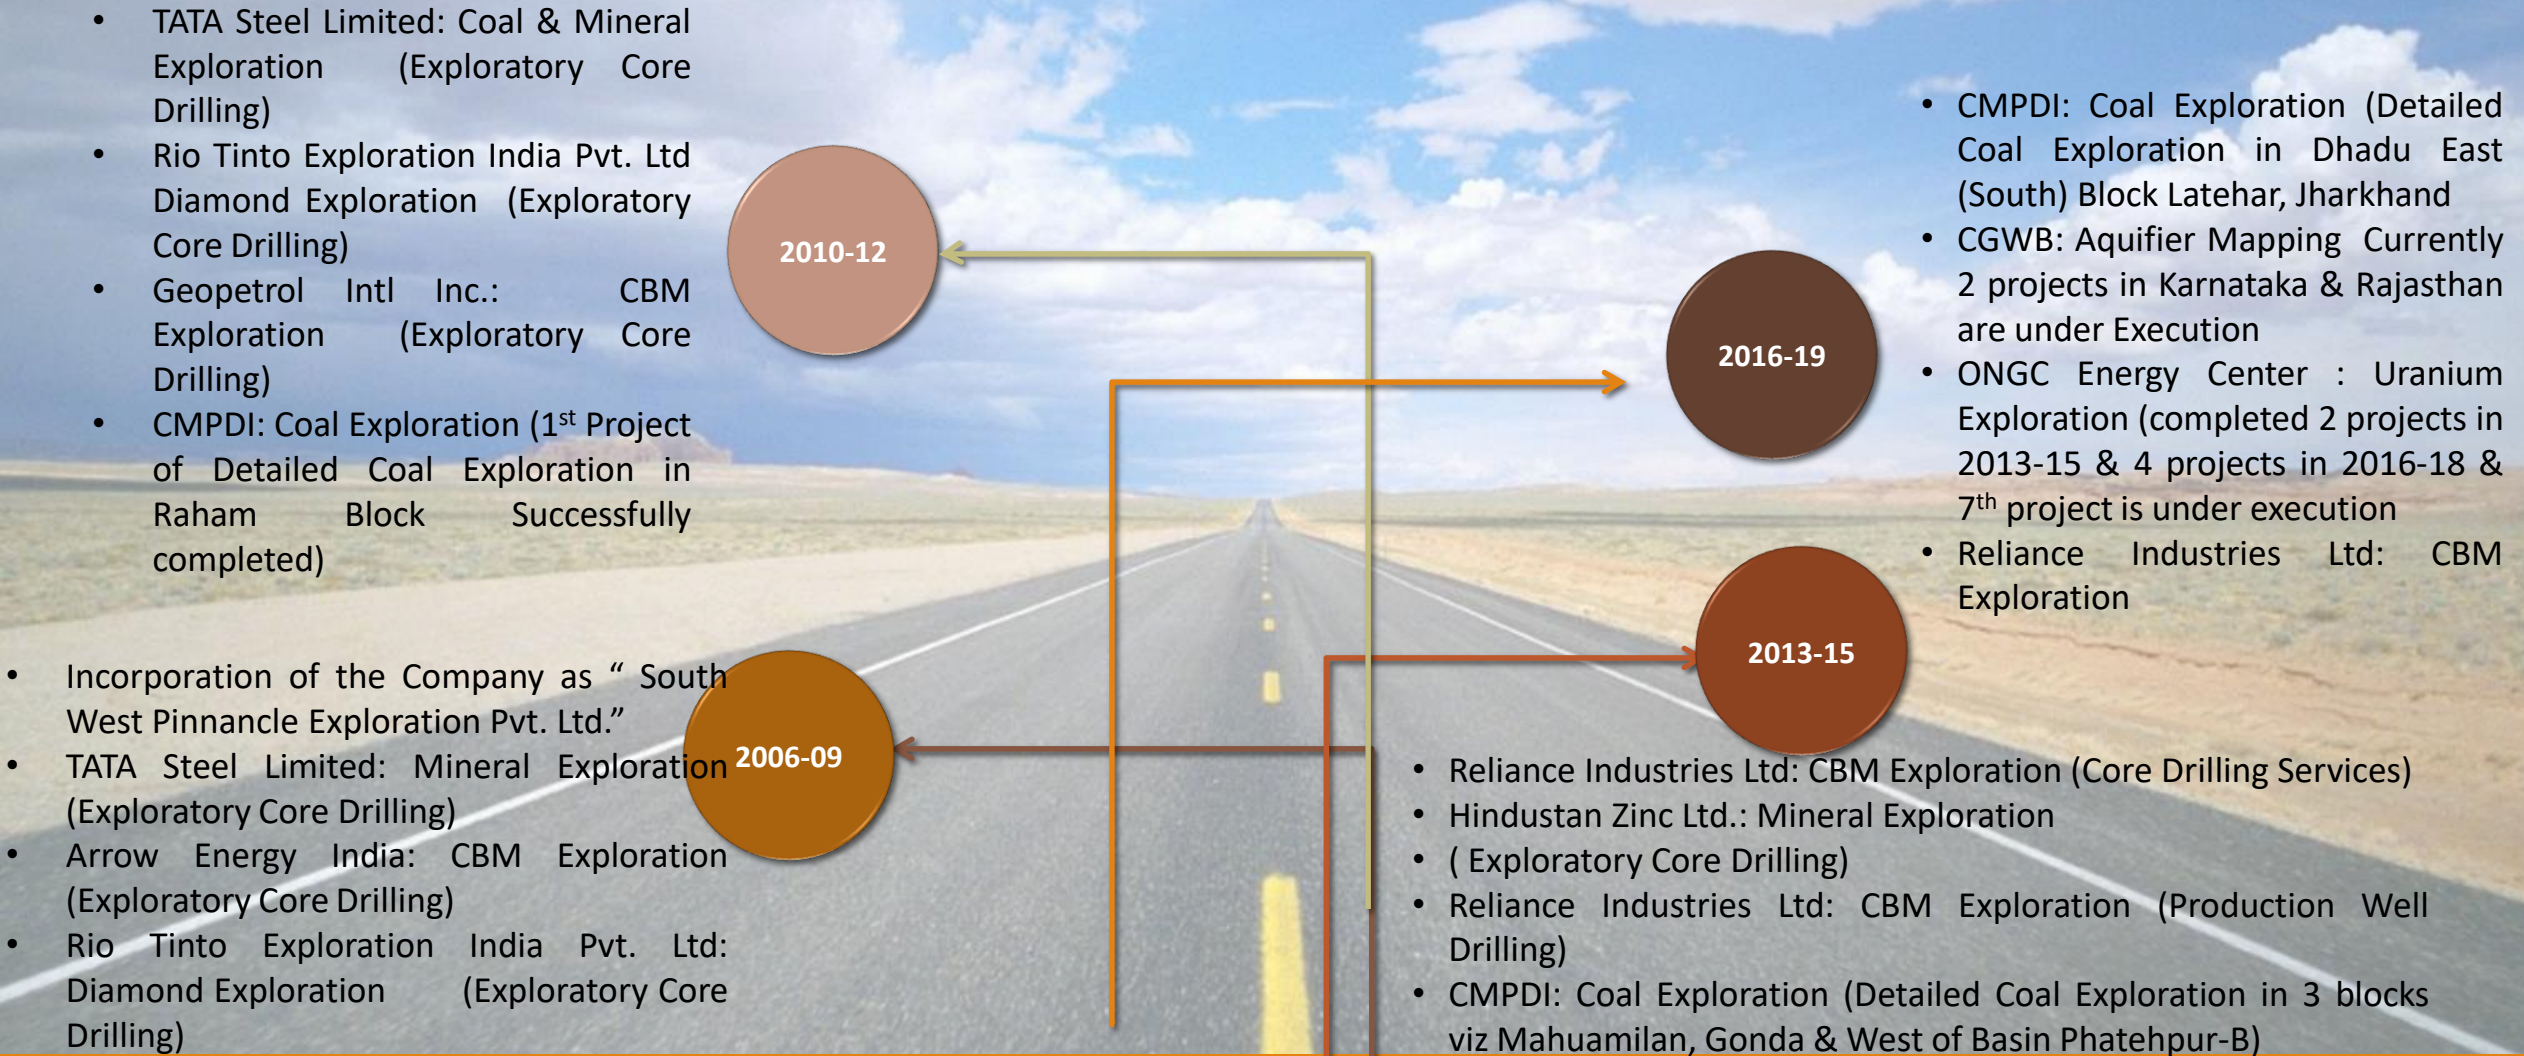 • TATA Steel Limited: Coal & Mineral
Exploration (Exploratory Core
Drilling)
• Rio Tinto Exploration India Pvt. Ltd
Diamond Exploration (Exploratory
Core Drilling)
• Geopetrol Intl Inc.: CBM
Exploration (Exploratory Core
Drilling)
• CMPDI: Coal Exploration (1st Project
of Detailed Coal Exploration in
Raham Block Successfully
completed)
2010-12
2016-19
• CMPDI: Coal Exploration (Detailed
Coal Exploration in Dhadu East
(South) Block Latehar, Jharkhand
• CGWB: Aquifier Mapping Currently
2 projects in Karnataka & Rajasthan
are under Execution
• ONGC Energy Center : Uranium
Exploration (completed 2 projects in
2013-15 & 4 projects in 2016-18 &
7th project is under execution
• Reliance Industries Ltd: CBM
Exploration
• Incorporation of the Company as “ South
West Pinnancle Exploration Pvt. Ltd.”
• TATA Steel Limited: Mineral Exploration
(Exploratory Core Drilling)
• Arrow Energy India: CBM Exploration
(Exploratory Core Drilling)
• Rio Tinto Exploration India Pvt. Ltd:
Diamond Exploration (Exploratory Core
Drilling)
2006-09
2013-15
• Reliance Industries Ltd: CBM Exploration (Core Drilling Services)
• Hindustan Zinc Ltd.: Mineral Exploration
• ( Exploratory Core Drilling)
• Reliance Industries Ltd: CBM Exploration (Production Well
Drilling)
• CMPDI: Coal Exploration (Detailed Coal Exploration in 3 blocks
viz Mahuamilan, Gonda & West of Basin Phatehpur-B)